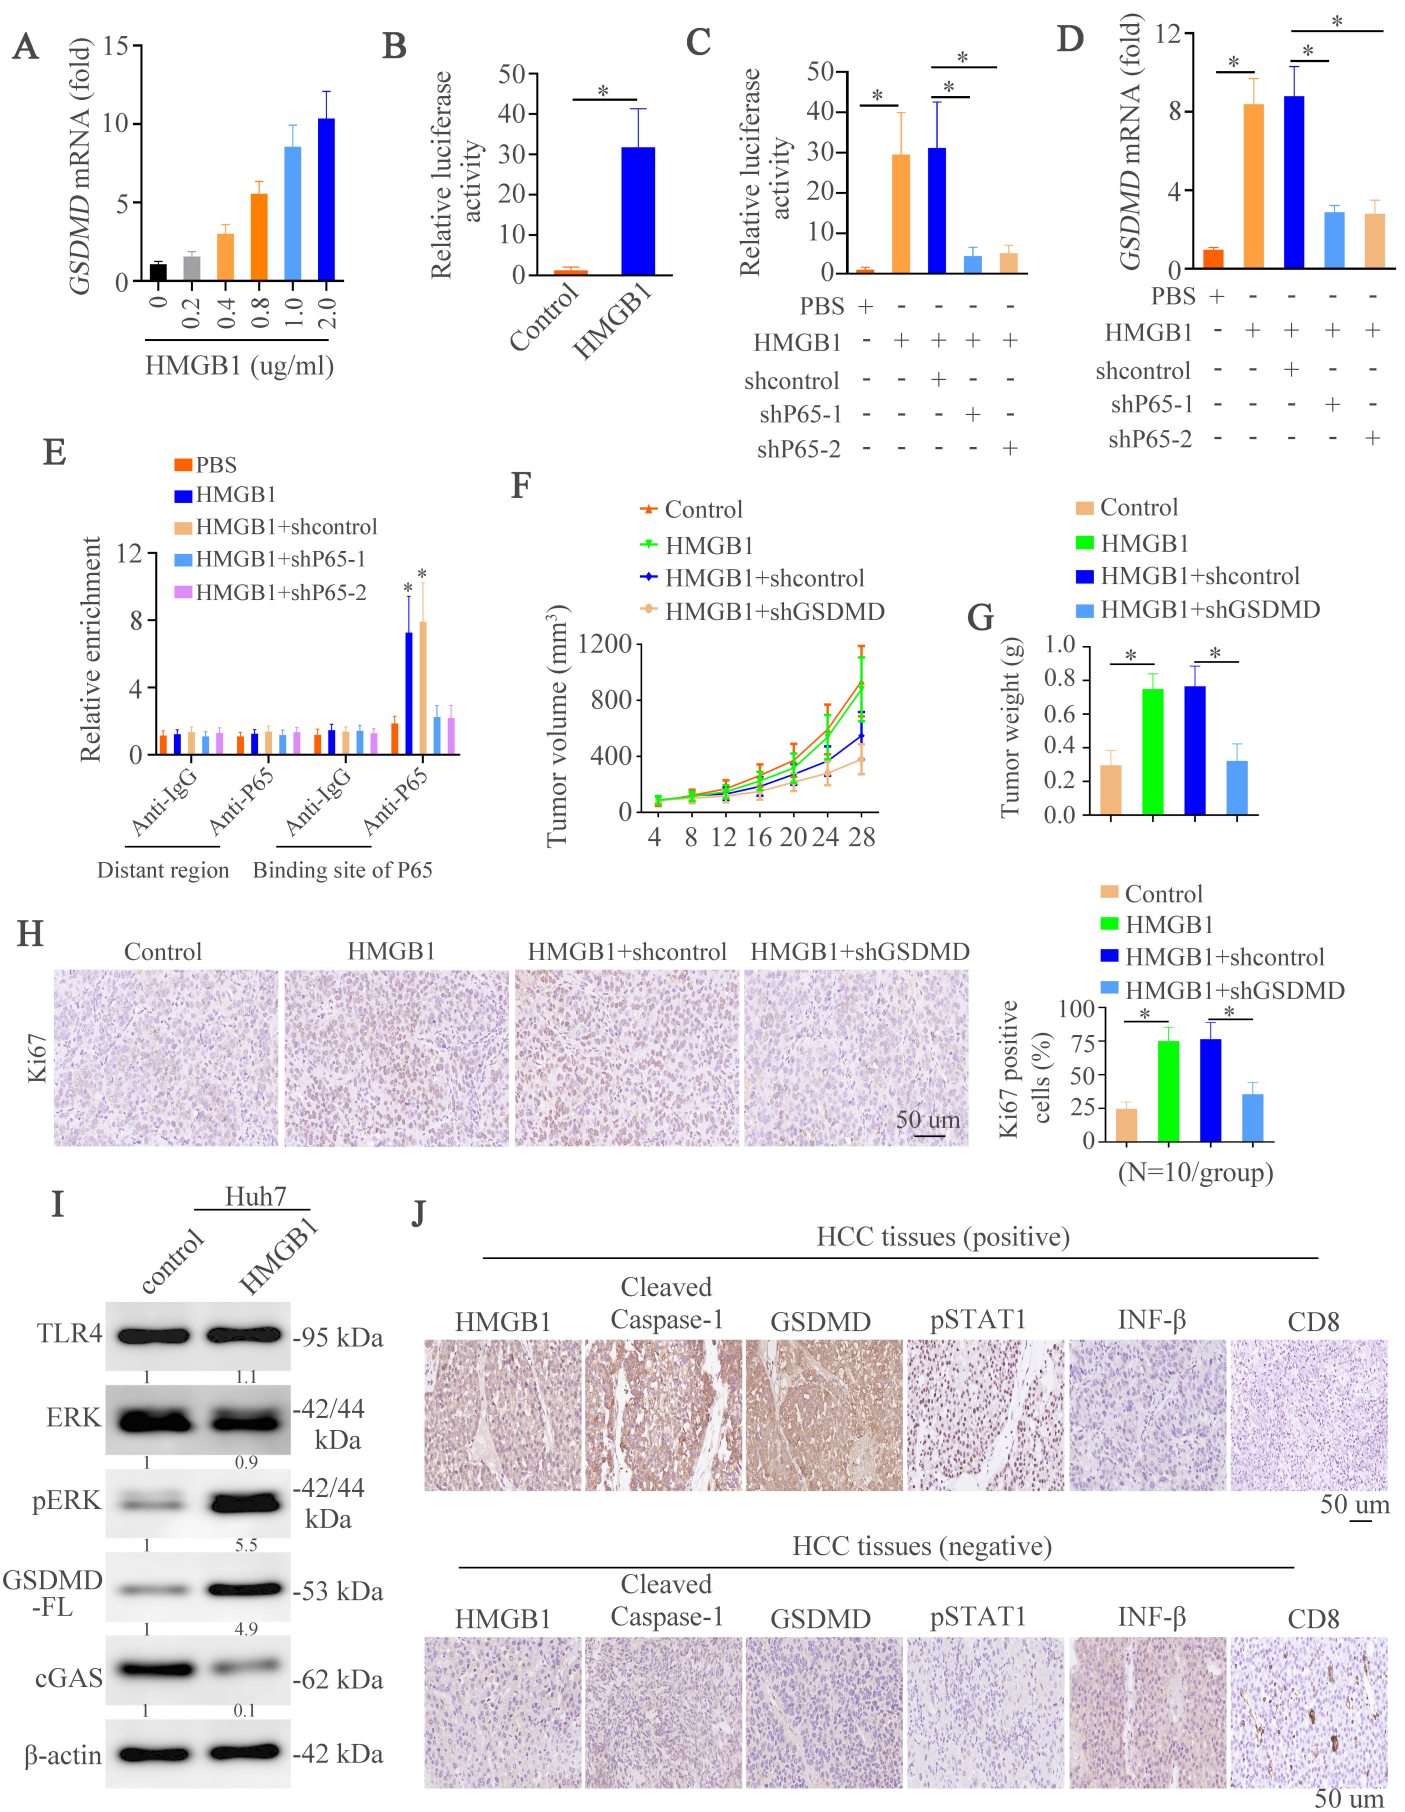 A
GSDMD mRNA (fold)
15
10
5
0
0
0.2
0.4
0.8
1.0
2.0
HMGB1 (ug/ml)
B
Relative luciferase
activity
50
40
30
20
10
0
*
Control
HMGB1
C
Relative luciferase
activity
50
40
30
20
10
0
* * *
PBS + - - - -
HMGB1 - + + + +
shcontrol - - + - -
shP65-1 - - - + -
shP65-2 - - - - +
D
GSDMD mRNA (fold)
12
8
4
0
* * *
PBS + - - - -
HMGB1 - + + + +
shcontrol - - + - -
shP65-1 - - - + -
shP65-2 - - - - +
E
PBS
HMGB1
HMGB1+shcontrol
HMGB1+shP65-1
HMGB1+shP65-2
Relative enrichment
12
8
4
0
* *
Anti-IgG
Anti-P65
Anti-IgG
Anti-P65
Distant region
Binding site of P65
F
Control
HMGB1
HMGB1+shcontrol
HMGB1+shGSDMD
Tumor volume (mm³)
1200
800
400
0
4 8 12 16 20 24 28
Control
HMGB1
HMGB1+shcontrol
HMGB1+shGSDMD
G
Tumor weight (g)
1.0
0.8
0.6
0.4
0.2
0.0
* *
H
Control
HMGB1
HMGB1+shcontrol
HMGB1+shGSDMD
Ki67
50 um
Control
HMGB1
HMGB1+shcontrol
HMGB1+shGSDMD
Ki67 positive
cells (%)
100
75
50
25
0
* *
(N=10/group)
I
Huh7
control
HMGB1
TLR4
-95 kDa
1 1.1
ERK
-42/44
kDa
1 0.9
pERK
-42/44
kDa
1 5.5
GSDMD
-FL
-53 kDa
1 4.9
cGAS
-62 kDa
1 0.1
β-actin
-42 kDa
J
HCC tissues (positive)
HMGB1
Cleaved
Caspase-1
GSDMD
pSTAT1
INF-β
CD8
50 um
HCC tissues (negative)
HMGB1
Cleaved
Caspase-1
GSDMD
pSTAT1
INF-β
CD8
50 um